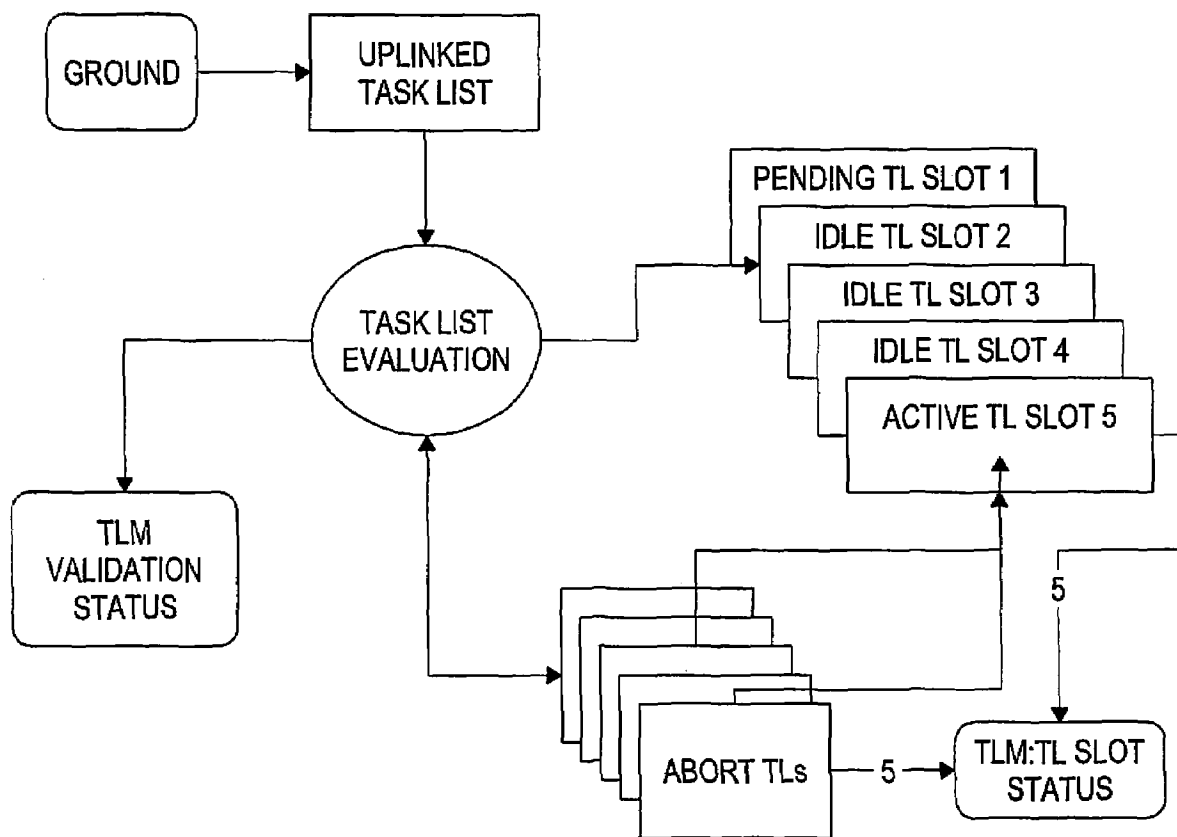 GROUND
UPLINKED
TASK LIST
PENDING TL SLOT 1
IDLE TL SLOT 2
IDLE TL SLOT 3
IDLE TL SLOT 4
ACTIVE TL SLOT 5
TASK LIST
EVALUATION
TLM
VALIDATION
STATUS
5
ABORT TLs
5
TLM:TL SLOT
STATUS